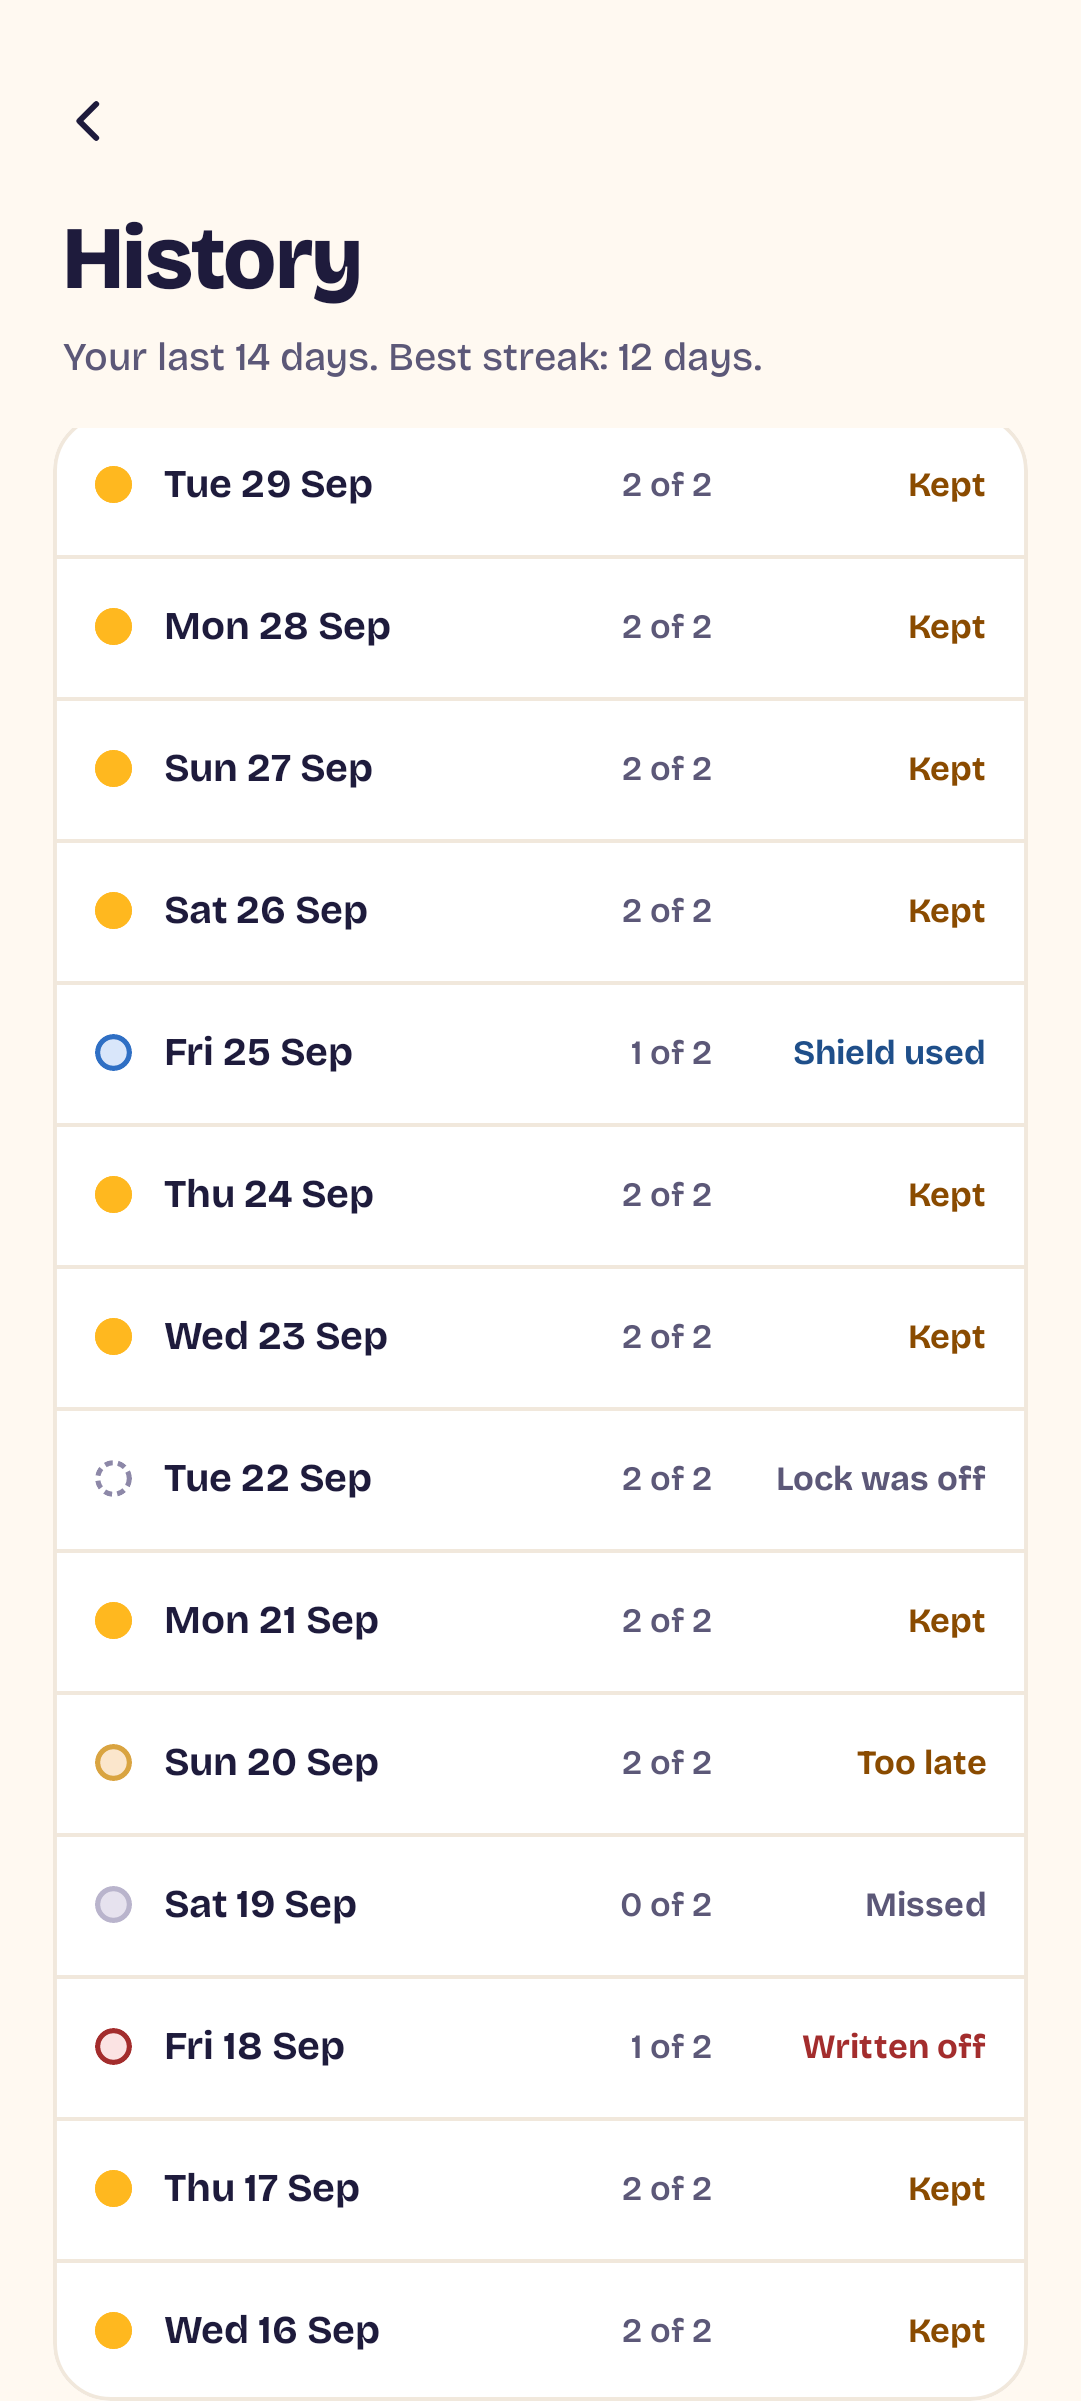 History
Your last 14 days. Best streak: 12 days.
Tue 29 Sep 2 of 2 Kept
Mon 28 Sep 2 of 2 Kept
Sun 27 Sep 2 of 2 Kept
Sat 26 Sep 2 of 2 Kept
Fri 25 Sep 1 of 2 Shield used
Thu 24 Sep 2 of 2 Kept
Wed 23 Sep 2 of 2 Kept
Tue 22 Sep 2 of 2 Lock was off
Mon 21 Sep 2 of 2 Kept
Sun 20 Sep 2 of 2 Too late
Sat 19 Sep 0 of 2 Missed
Fri 18 Sep 1 of 2 Written off
Thu 17 Sep 2 of 2 Kept
Wed 16 Sep 2 of 2 Kept